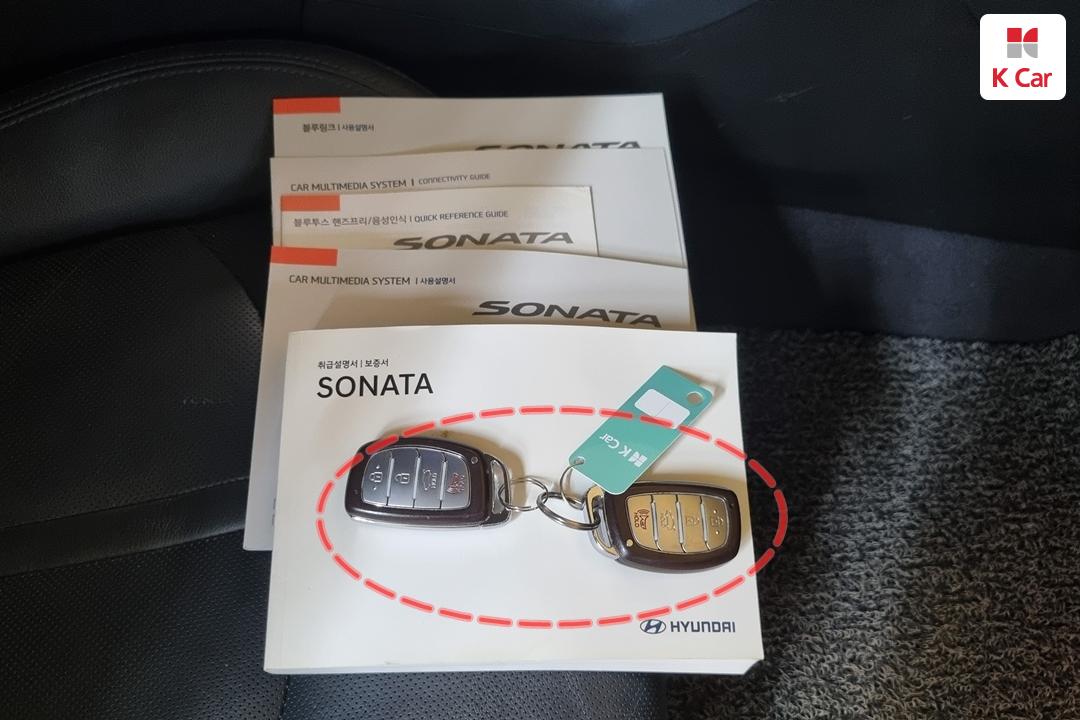 K Car
블루링크 | 사용설명서
SONATA
CAR MULTIMEDIA SYSTEM | CONNECTIVITY GUIDE
블루투스 핸즈프리/음성인식 | QUICK REFERENCE GUIDE
SONATA
CAR MULTIMEDIA SYSTEM | 사용설명서
SONATA
취급설명서 | 보증서
SONATA
K Car
HOLD
HOLD
HYUNDAI